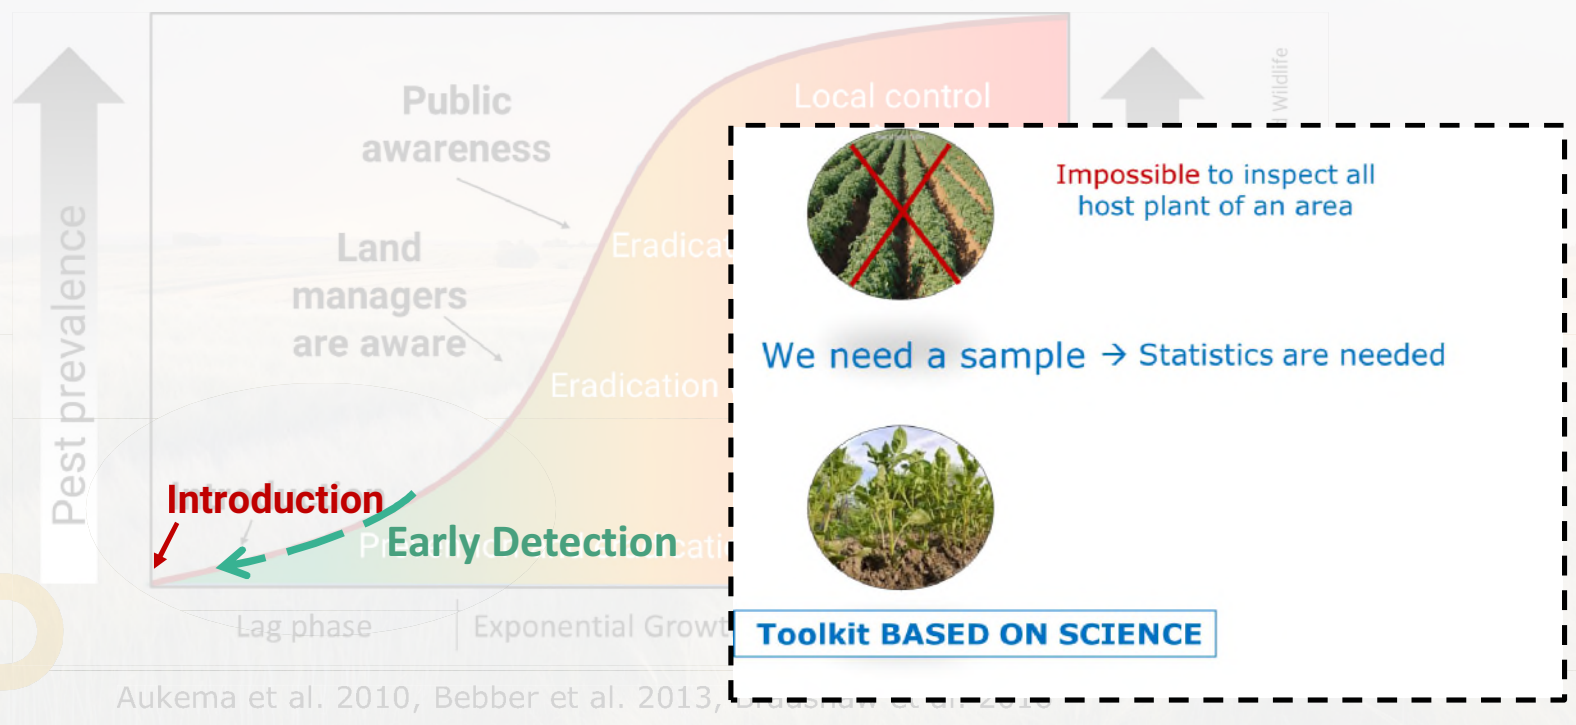 Public
awareness
Land
managers
are aware
Pest prevalence
Local control
Eradication
Introduction
Early Detection
Lag phase
Exponential Growt
Wildlife
Impossible to inspect all
host plant of an area
We need a sample → Statistics are needed
Toolkit BASED ON SCIENCE
Aukema et al. 2010, Bebber et al. 2013,